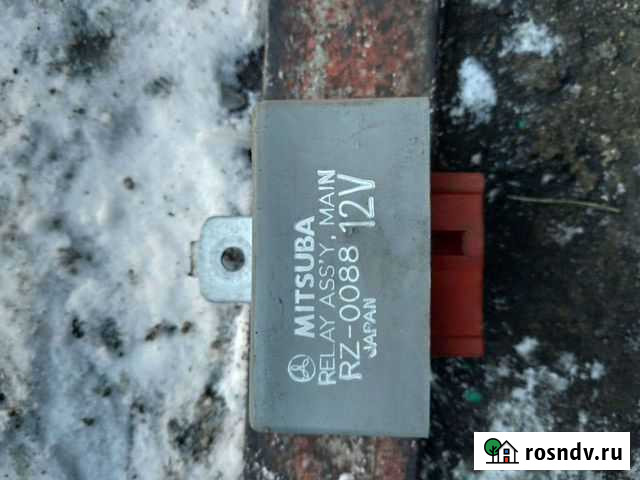 MITSUBA
RELAY ASS'Y, MAIN
RZ-0088 12V
JAPAN
rosndv.ru